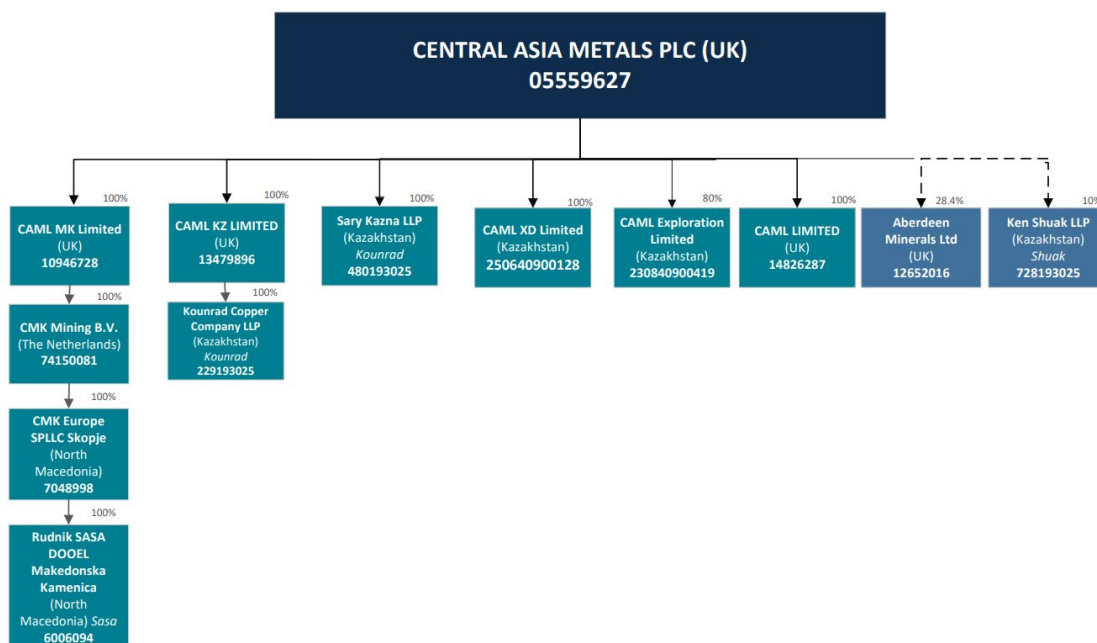 CENTRAL ASIA METALS PLC (UK)
05559627
100%
CAML MK Limited
(UK)
10946728
100%
CMK Mining B.V.
(The Netherlands)
74150081
100%
CMK Europe
SPLLC Skopje
(North
Macedonia)
7048998
100%
Rudnik SASA
DOOEL
Makedonska
Kamenica
(North
Macedonia) Sasa
6006094
100%
CAML KZ LIMITED
(UK)
13479896
100%
Kounrad Copper
Company LLP
(Kazakhstan)
Kounrad
229193025
100%
Sary Kazna LLP
(Kazakhstan)
Kounrad
480193025
100%
CAML XD Limited
(Kazakhstan)
250640900128
80%
CAML Exploration
Limited
(Kazakhstan)
230840900419
100%
CAML LIMITED
(UK)
14826287
28.4%
Aberdeen
Minerals Ltd
(UK)
12652016
10%
Ken Shuak LLP
(Kazakhstan)
Shuak
728193025